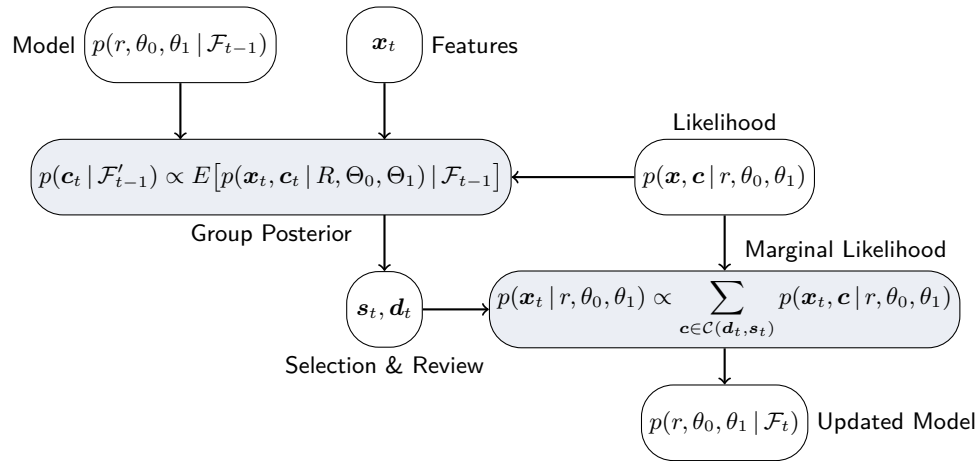 Model p(r, θ₀, θ₁ | ℱₜ₋₁) 𝒙ₜ Features
Likelihood
p(𝒄ₜ | ℱ′ₜ₋₁) ∝ E[p(𝒙ₜ, 𝒄ₜ | R, Θ₀, Θ₁) | ℱₜ₋₁] p(𝒙, 𝒄 | r, θ₀, θ₁)
Group Posterior
Marginal Likelihood
𝒔ₜ, 𝒅ₜ p(𝒙ₜ | r, θ₀, θ₁) ∝ ∑ p(𝒙ₜ, 𝒄 | r, θ₀, θ₁)
𝒄∈𝒞(𝒅ₜ,𝒔ₜ)
Selection & Review
p(r, θ₀, θ₁ | ℱₜ) Updated Model